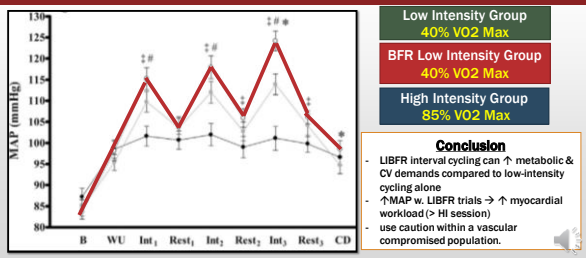 130
125
120
115
110
105
100
95
90
85
80
MAP (mmHg)
‡ #
‡ #
‡ # *
‡
‡
‡
*
B WU Int1 Rest1 Int2 Rest2 Int3 Rest3 CD
Low Intensity Group
40% VO2 Max
BFR Low Intensity Group
40% VO2 Max
High Intensity Group
85% VO2 Max
Conclusion
- LIBFR interval cycling can ↑ metabolic &
CV demands compared to low-intensity
cycling alone
- ↑MAP w. LIBFR trials → ↑ myocardial
workload (> HI session)
- use caution within a vascular
compromised population.